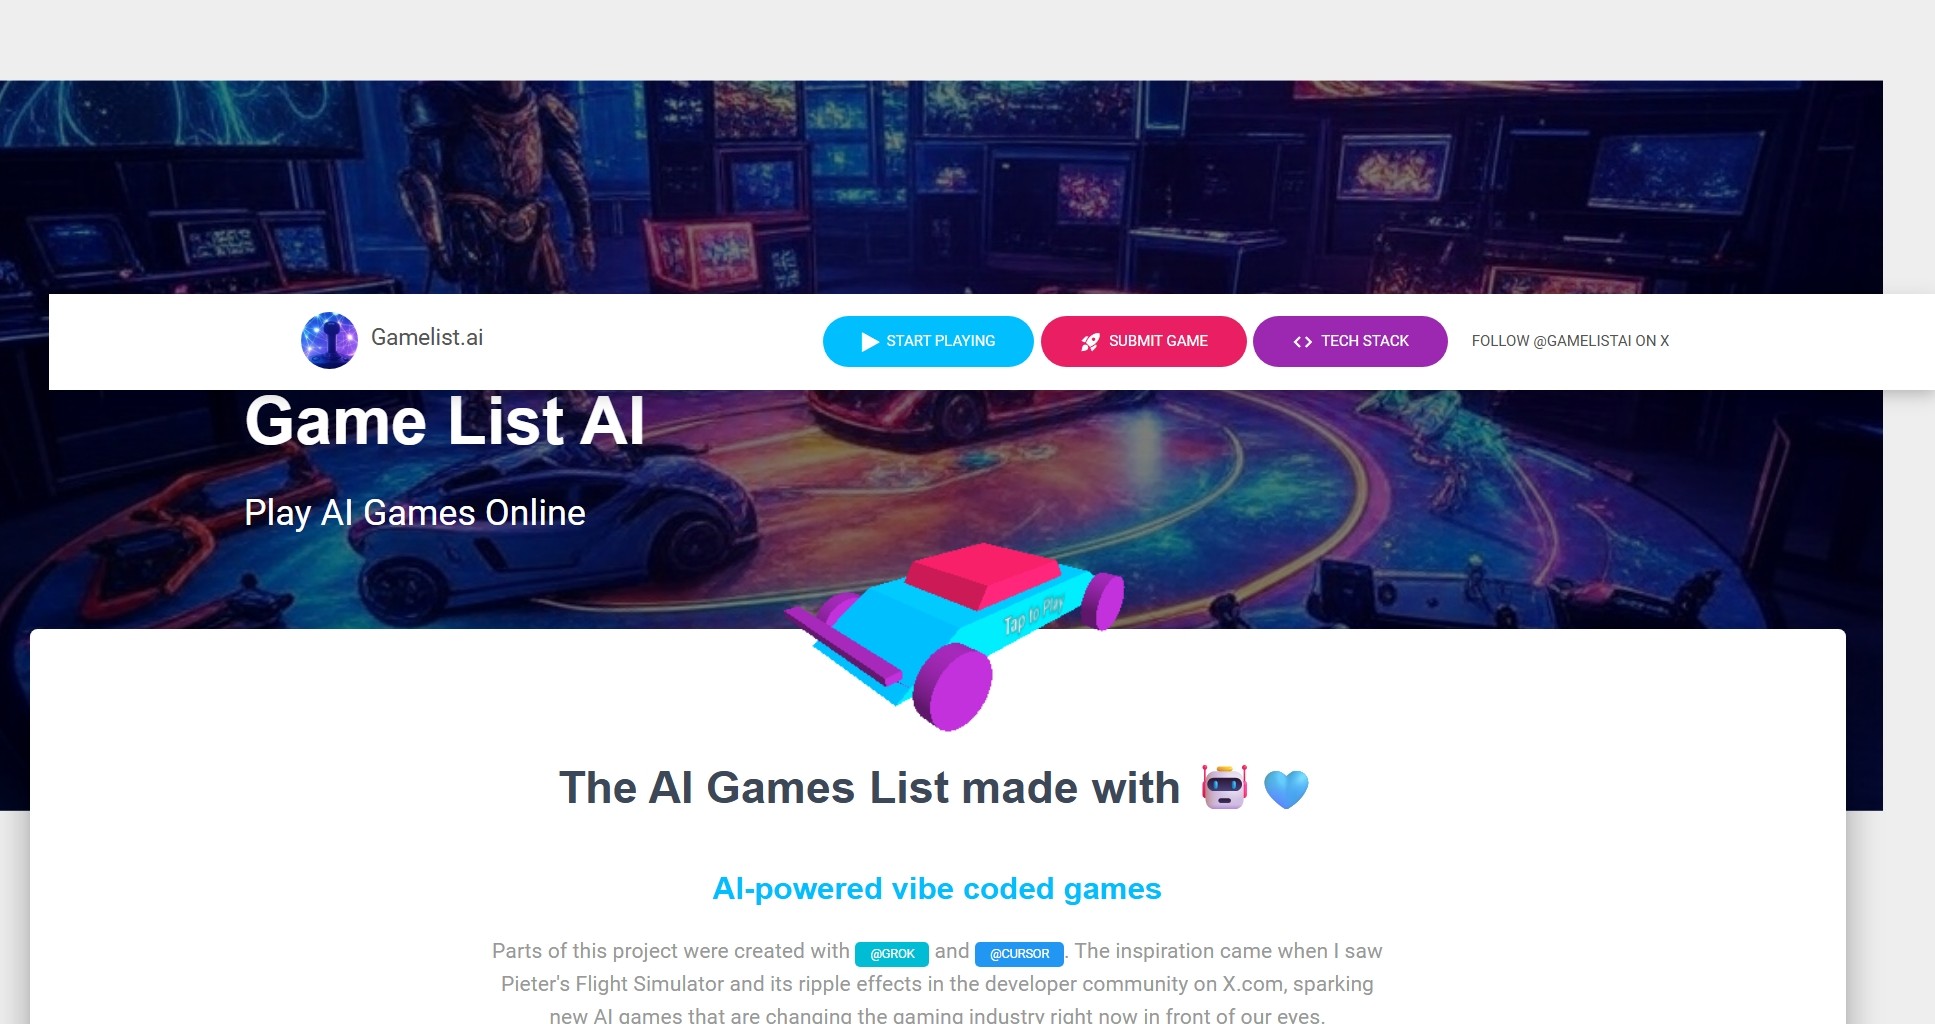 Gamelist.ai
START PLAYING
SUBMIT GAME
TECH STACK
FOLLOW @GAMELISTAI ON X
Game List AI
Play AI Games Online
Tap to Play
The AI Games List made with 🤖 💙
AI-powered vibe coded games
Parts of this project were created with @GROK and @CURSOR. The inspiration came when I saw
Pieter's Flight Simulator and its ripple effects in the developer community on X.com, sparking
new AI games that are changing the gaming industry right now in front of our eyes.